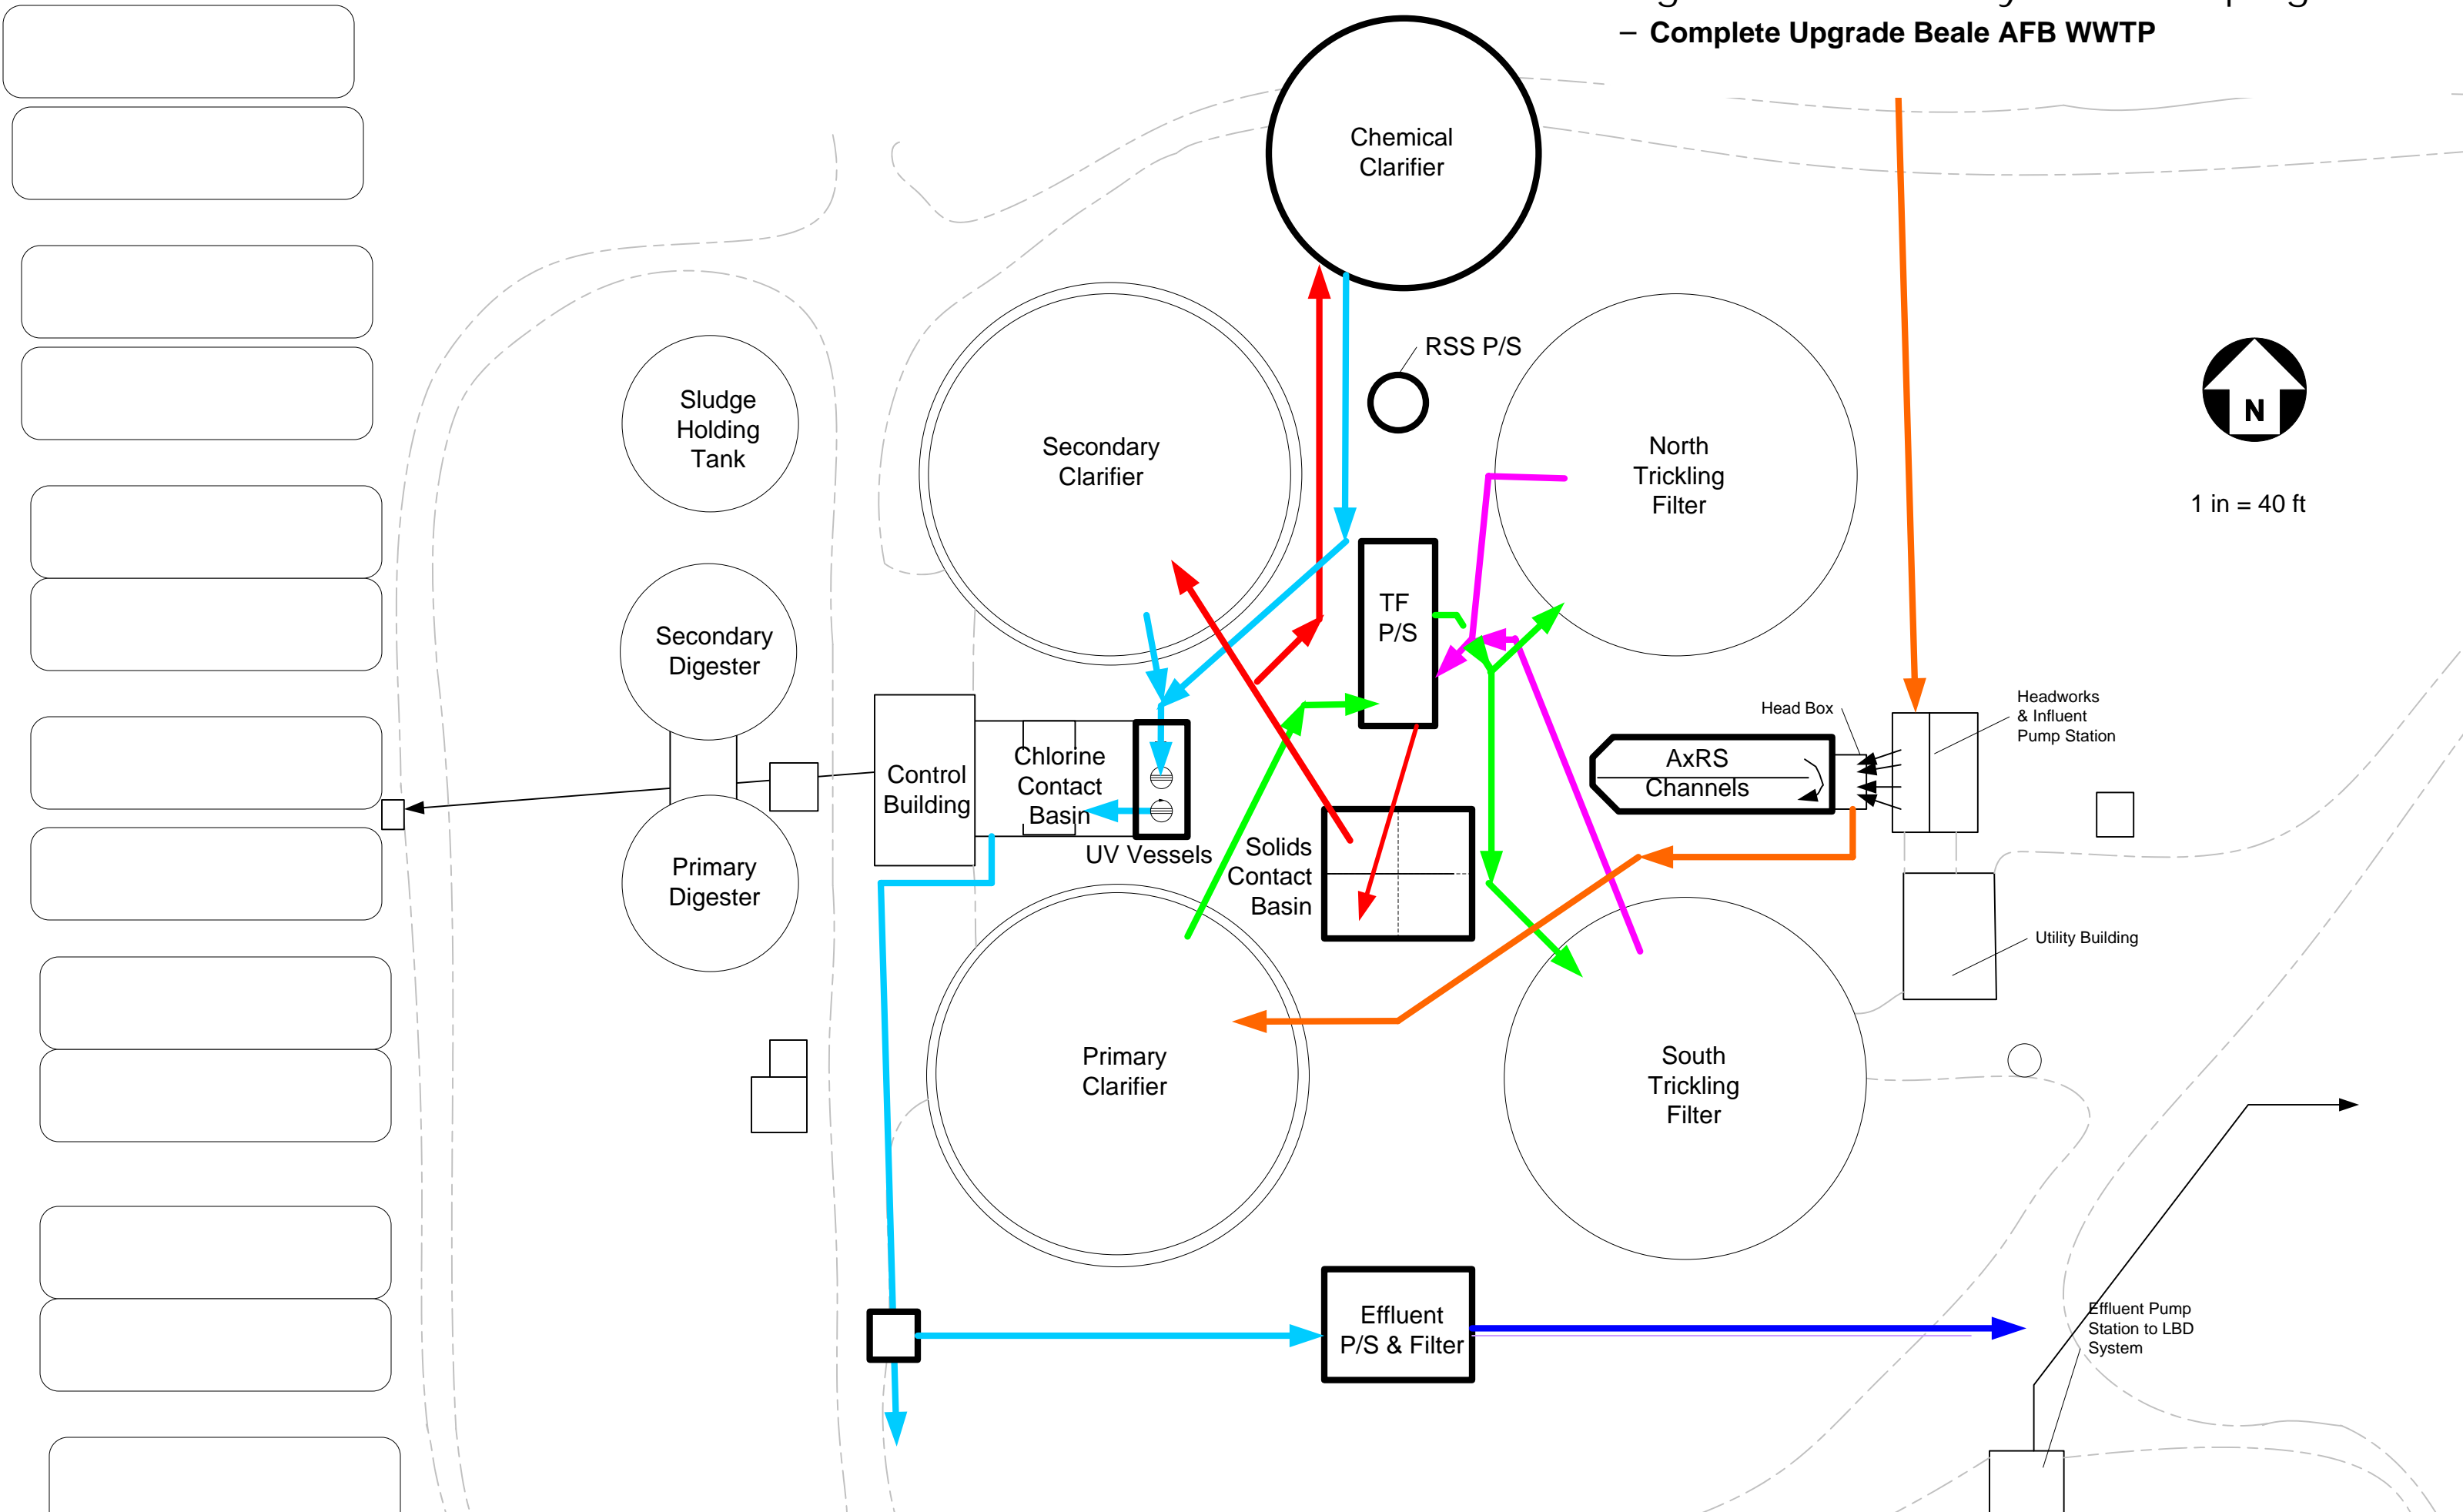 – Complete Upgrade Beale AFB WWTP
Chemical
Clarifier
RSS P/S
Sludge
Holding
Tank
Secondary
Clarifier
North
Trickling
Filter
N
1 in = 40 ft
TF
P/S
Secondary
Digester
Head Box
Headworks
& Influent
Pump Station
Control
Building
Chlorine
Contact
Basin
AxRS
Channels
UV Vessels
Solids
Contact
Basin
Primary
Digester
Utility Building
Primary
Clarifier
South
Trickling
Filter
Effluent
P/S & Filter
Effluent Pump
Station to LBD
System